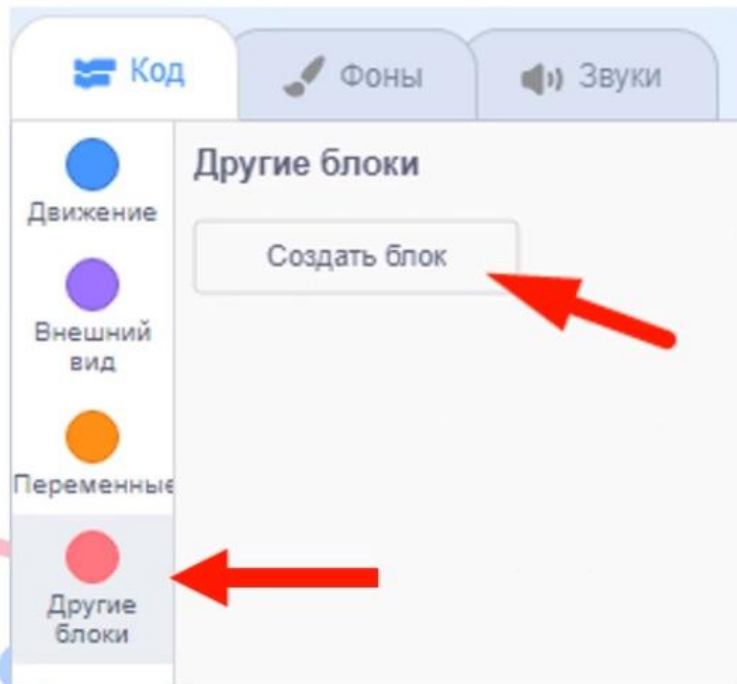 Код
Фоны
Звуки
Другие блоки
Создать блок
Движение
Внешний
вид
Переменные
Другие
блоки